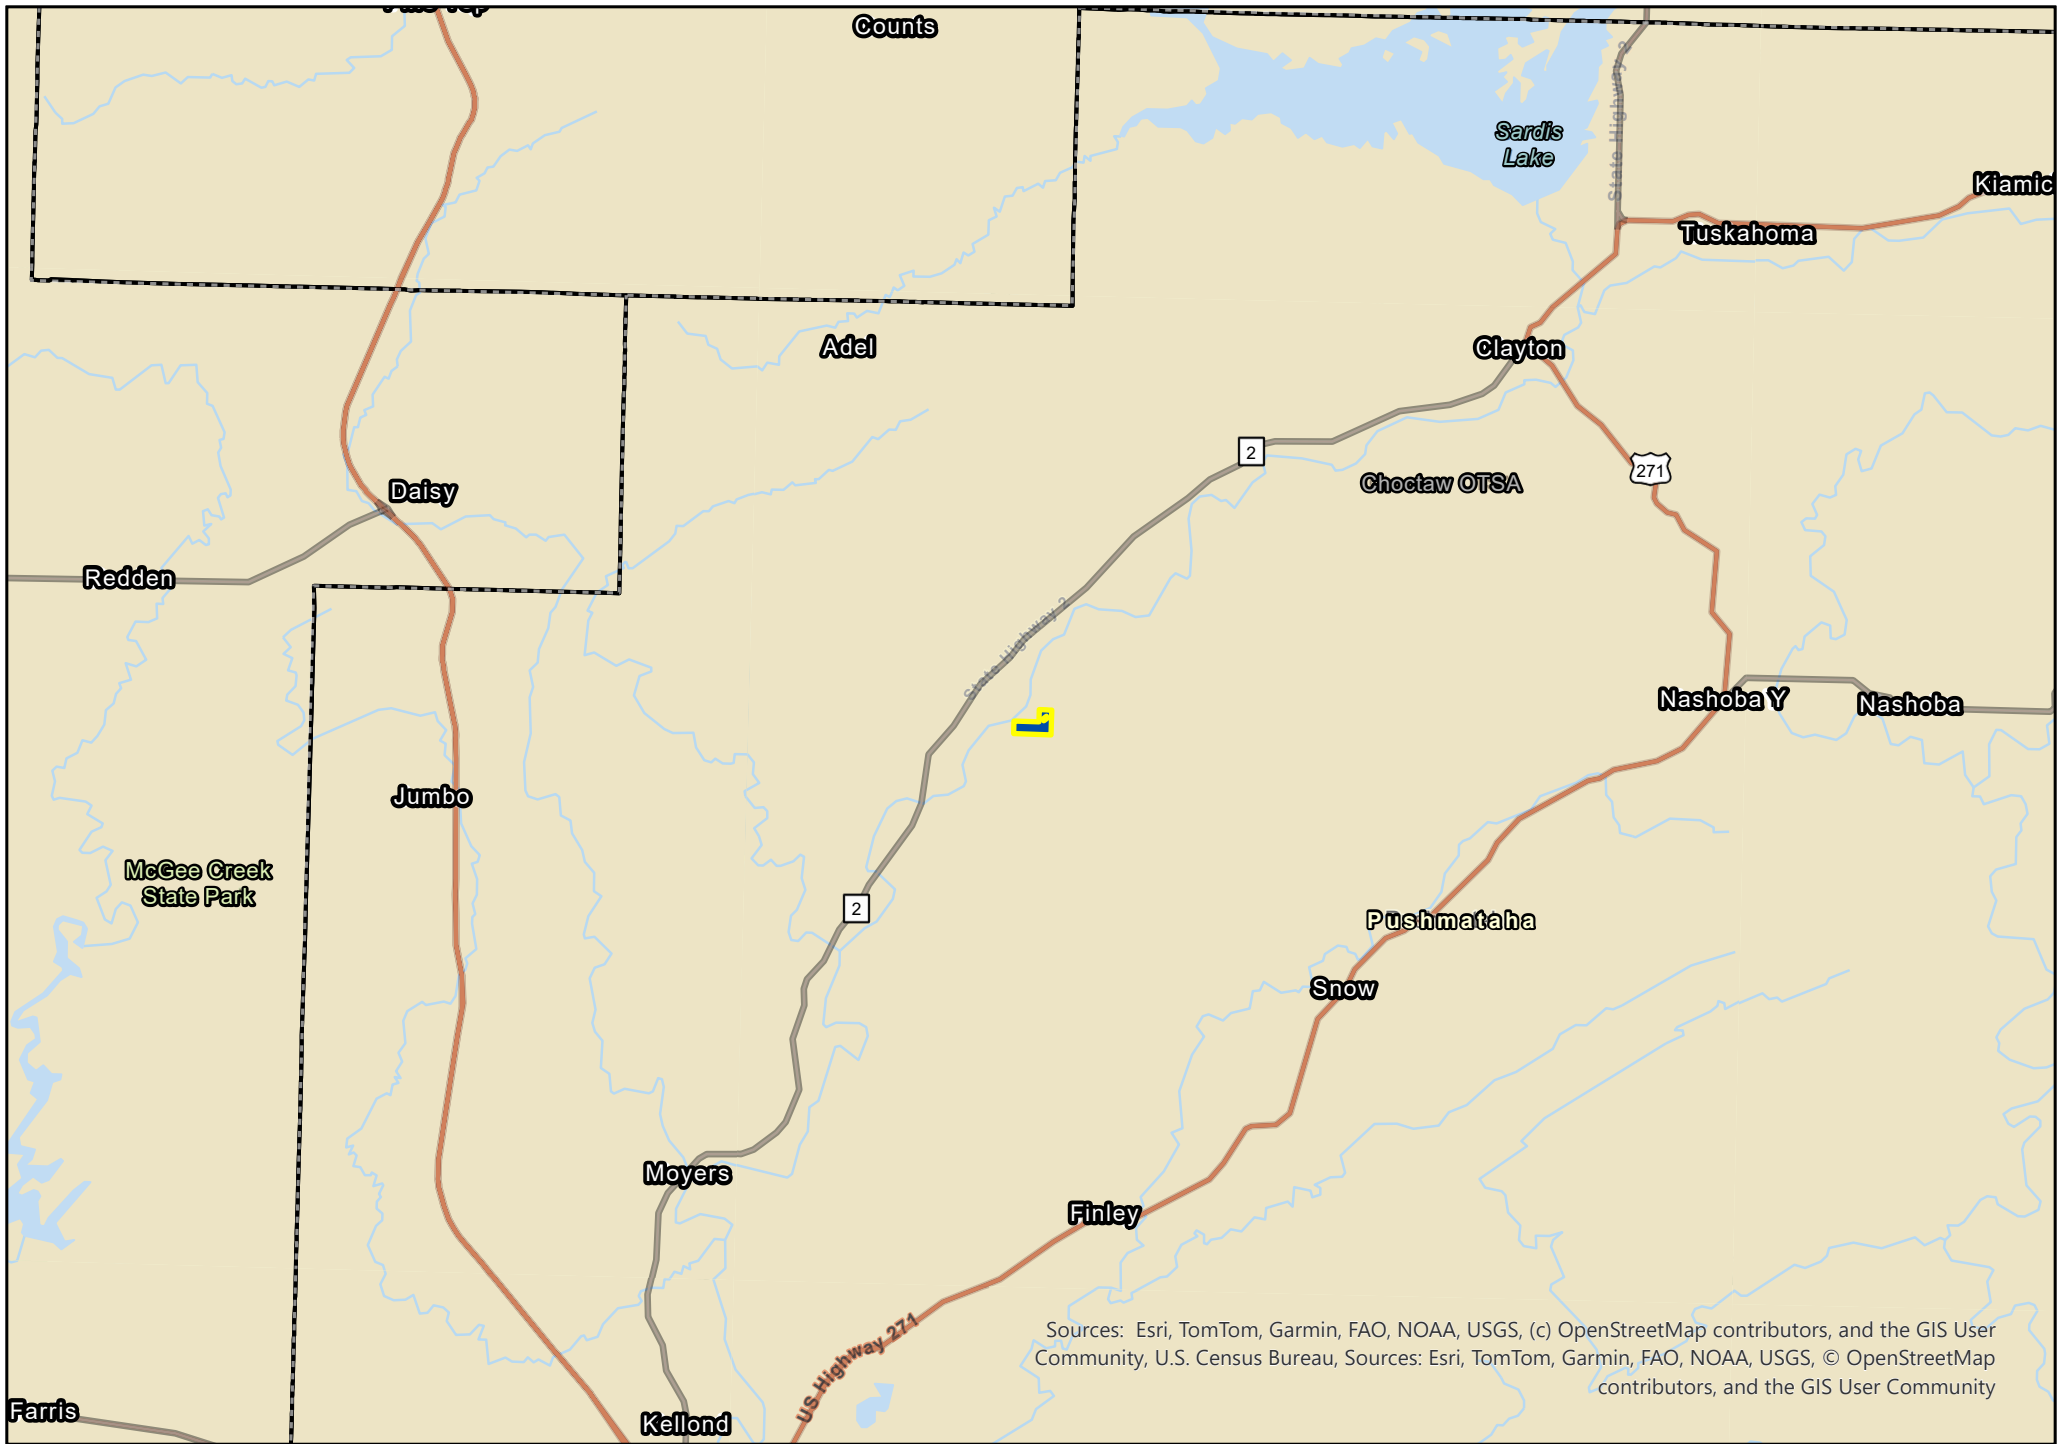 Counts
Sardis
Lake
State Highway 2
Tuskahoma
Adel
Clayton
2
Choctaw OTSA
271
Daisy
Redden
State Highway 2
Nashoba Y
Nashoba
Jumbo
McGee Creek
State Park
2
Pushmataha
Snow
Moyers
Finley
US Highway 271
Sources: Esri, TomTom, Garmin, FAO, NOAA, USGS, (c) OpenStreetMap contributors, and the GIS User
Community, U.S. Census Bureau, Sources: Esri, TomTom, Garmin, FAO, NOAA, USGS, © OpenStreetMap
contributors, and the GIS User Community
Farris
Kellond